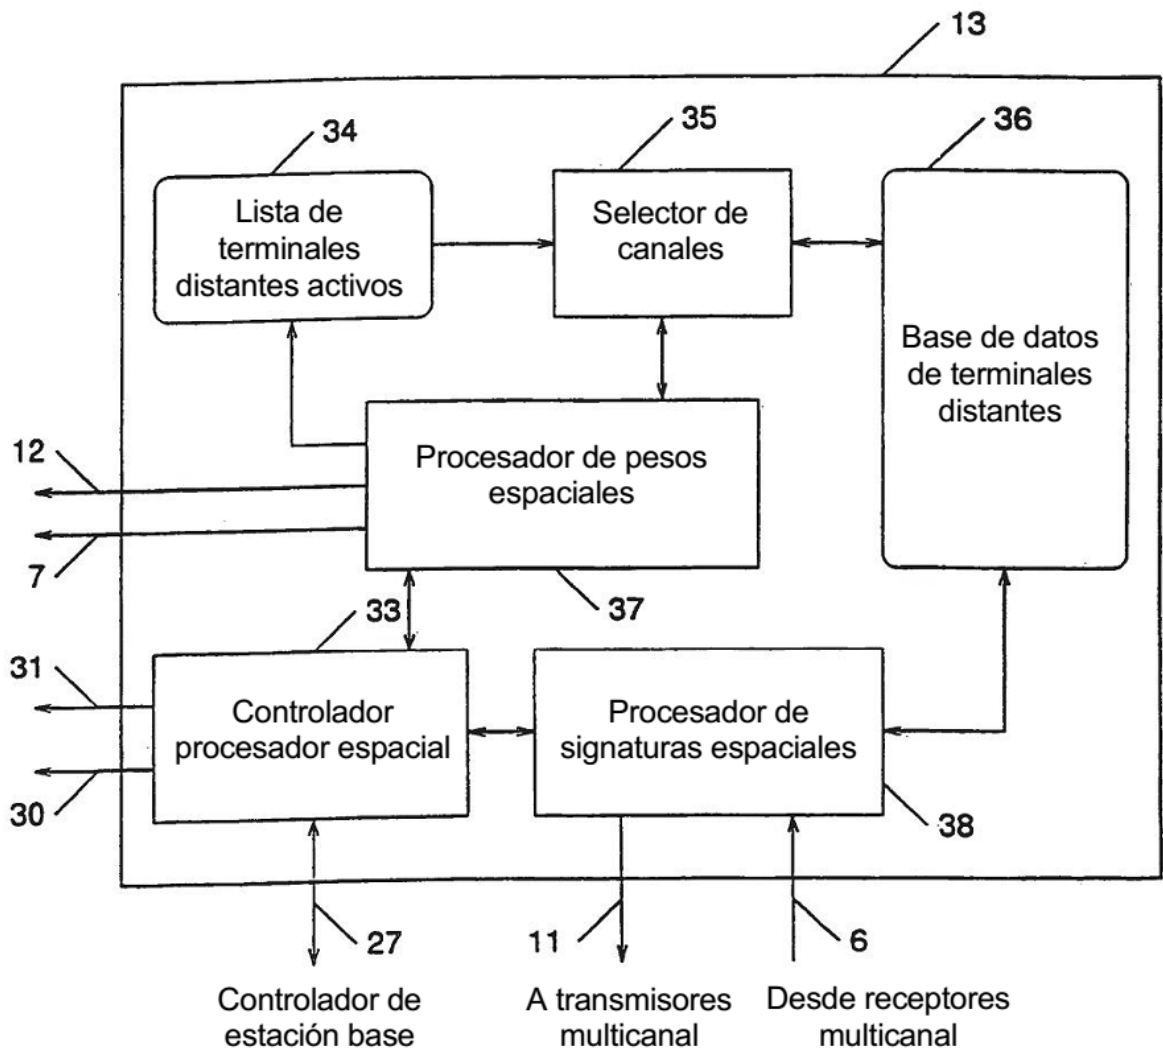 13
34
35
36
Lista de
terminales
distantes activos
Selector de
canales
Base de datos
de terminales
distantes
12
Procesador de pesos
espaciales
7
37
33
31
Controlador
procesador espacial
Procesador de
signaturas espaciales
30
38
27
11
6
Controlador de
estación base
A transmisores
multicanal
Desde receptores
multicanal